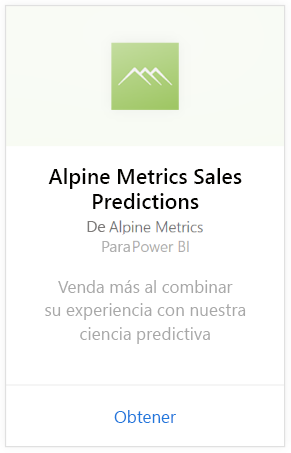 Alpine Metrics Sales
Predictions
De Alpine Metrics
ParaPower BI
Venda más al combinar
su experiencia con nuestra
ciencia predictiva
Obtener